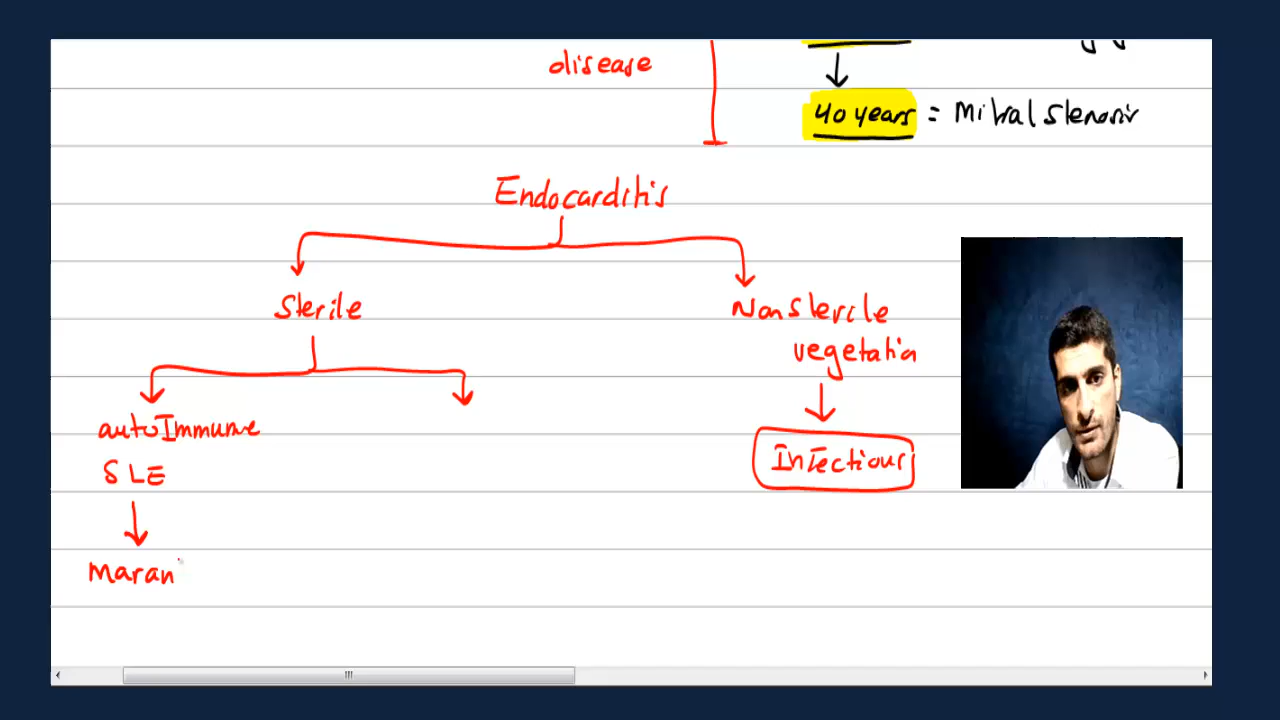 disease
40 years = Mitral Stenosis
Endocarditis
Sterile
Nonsterile
vegetation
autoImmune
SLE
Infectious
Maran